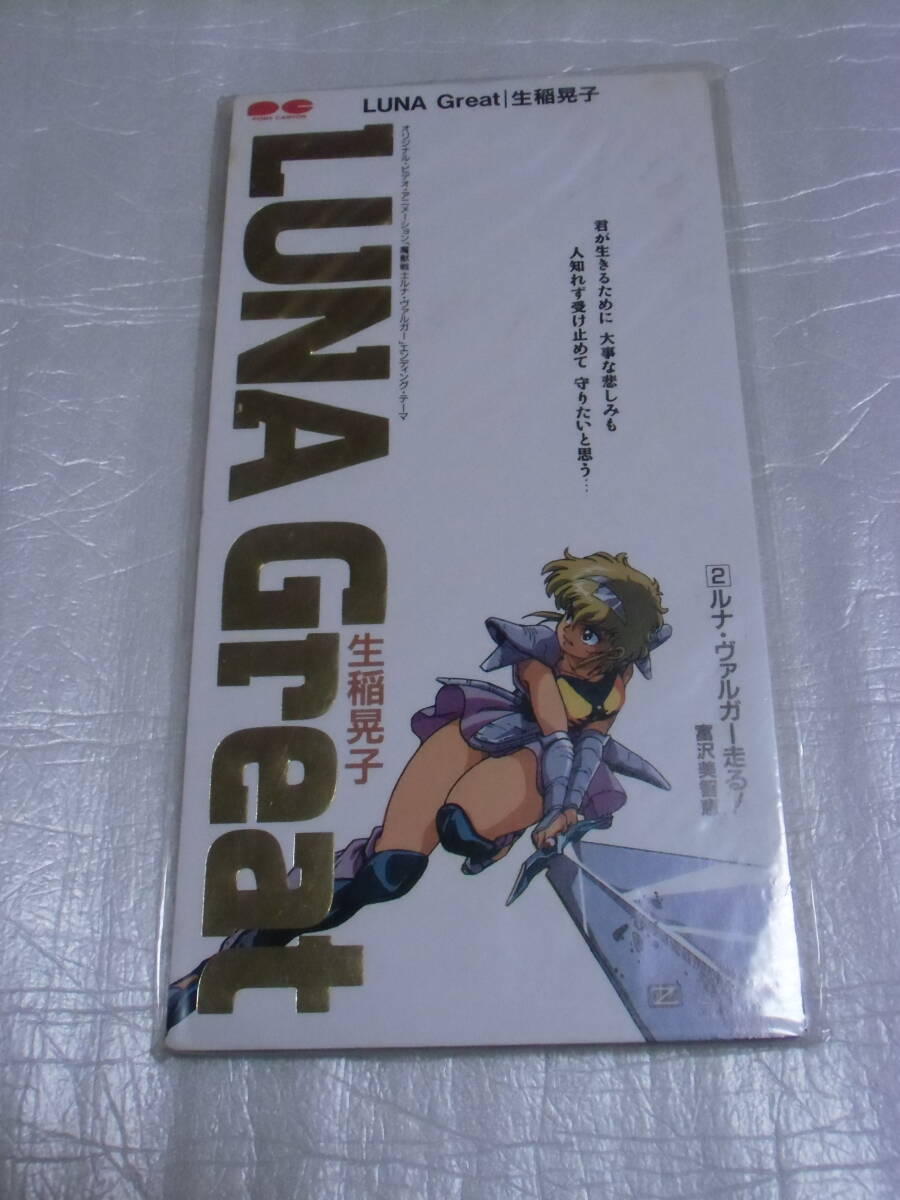 PONY CANYON
LUNA Great|生稲晃子
LUNA Great
オリジナル・ビデオ・アニメーション「魔獣戦士ルナ・ヴァルガー」エンディング・テーマ
生稲晃子
君が生きるために 大事な悲しみも
人知れず受け止めて 守りたいと思う…
2 ルナ・ヴァルガー走る!
富沢美智恵